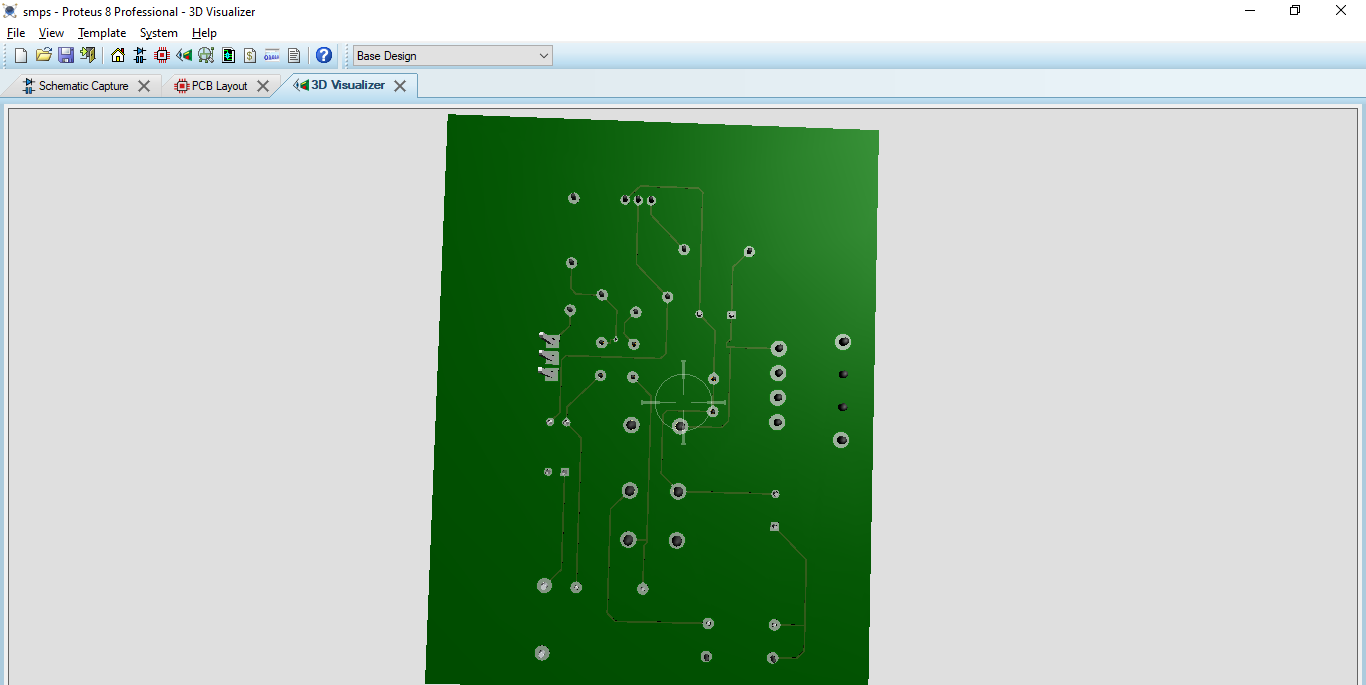 smps - Proteus 8 Professional - 3D Visualizer
File View Template System Help
Base Design
Schematic Capture PCB Layout 3D Visualizer